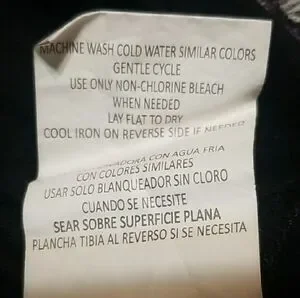 MACHINE WASH COLD WATER SIMILAR COLORS
GENTLE CYCLE
USE ONLY NON-CHLORINE BLEACH
WHEN NEEDED
LAY FLAT TO DRY
COOL IRON ON REVERSE SIDE IF NEEDED
CON AGUA FRIA
CON COLORES SIMILARES
USAR SOLO BLANQUEADOR SIN CLORO
CUANDO SE NECESITE
SEAR SOBRE SUPERFICIE PLANA
PLANCHA TIBIA AL REVERSO SI SE NECESITA